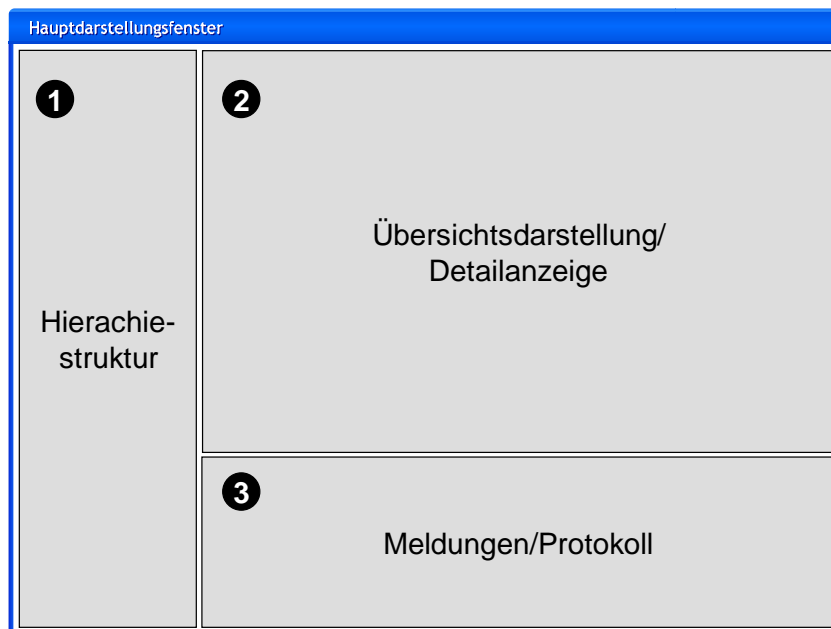 Hauptdarstellungsfenster
1
Hierachie-
struktur
2
Übersichtsdarstellung/
Detailanzeige
3
Meldungen/Protokoll